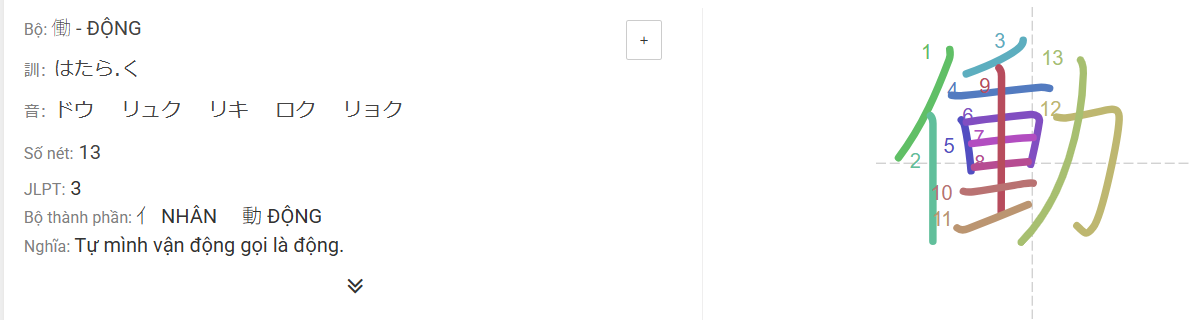 Bộ: 働 - ĐỘNG
+
訓: はたら.く
音: ドウ リュク リキ ロク リョク
Số nét: 13
JLPT: 3
Bộ thành phần: 亻 NHÂN 動 ĐỘNG
Nghĩa: Tự mình vận động gọi là động.
働
1
2
3
4
5
6
7
8
9
10
11
12
13